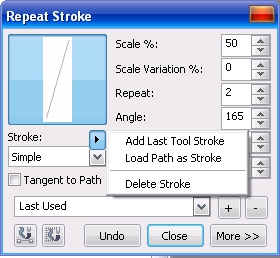 Repeat Stroke
Scale %: 50
Scale Variation %: 0
Repeat: 2
Angle: 165
Stroke:
Simple
Add Last Tool Stroke
Load Path as Stroke
Delete Stroke
Tangent to Path
Last Used
+ -
Undo Close More >>